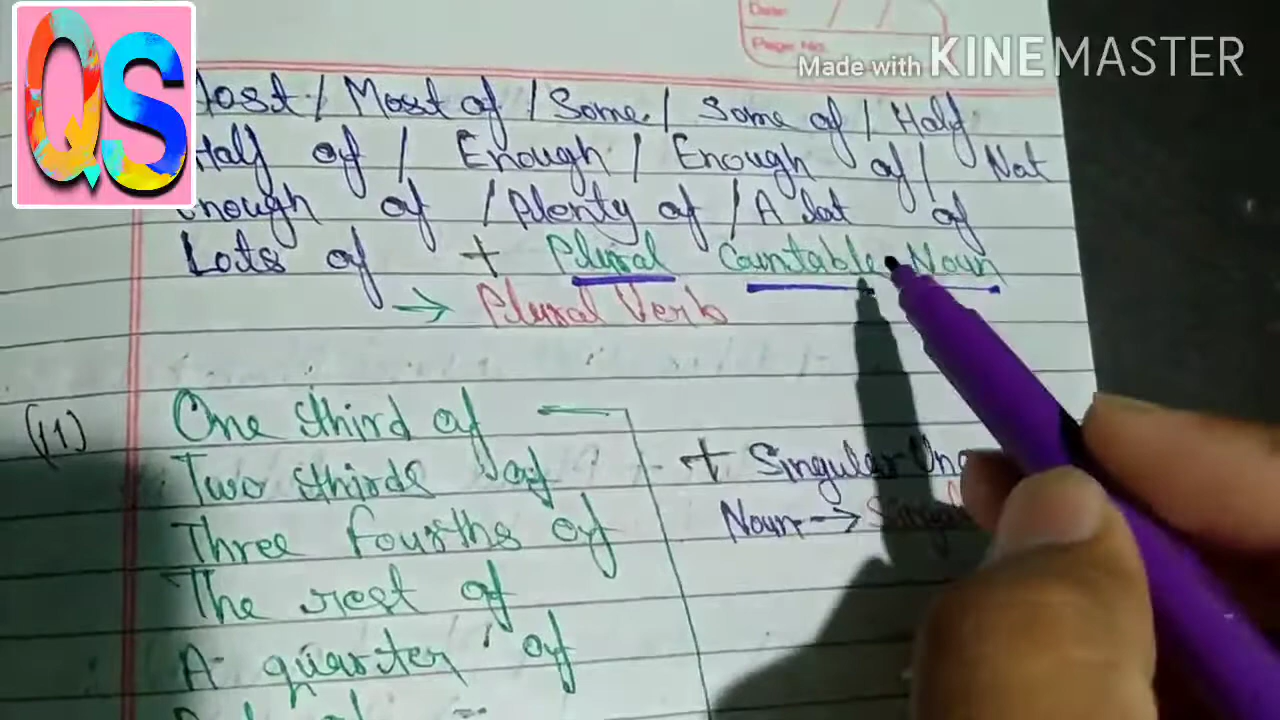 QS
Date:
Page No.
Made with KINEMASTER
Most / Most of / Some / Some of / Half
Half of / Enough / Enough of / Not
Enough of / Plenty of / A lot of
Lots of + Plural Countable Noun
→ Plural Verb
(11) One third of
Two thirds of
Three fourths of
The rest of
A quarter of
+ Singular
Noun →